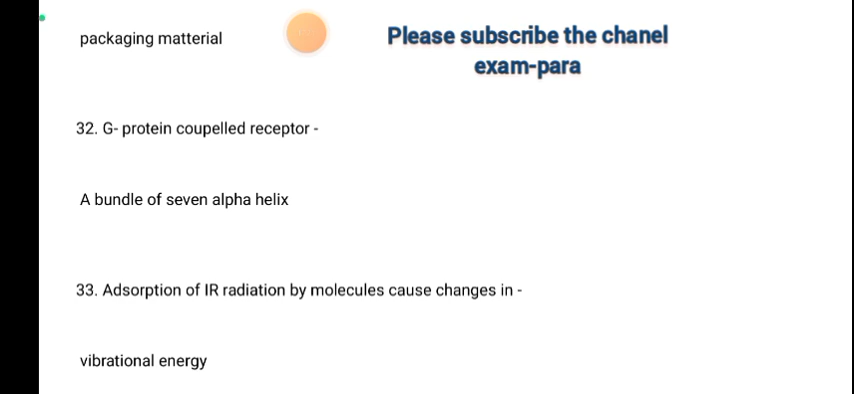 packaging matterial
Please subscribe the chanel
exam-para
32. G- protein coupelled receptor -
A bundle of seven alpha helix
33. Adsorption of IR radiation by molecules cause changes in -
vibrational energy